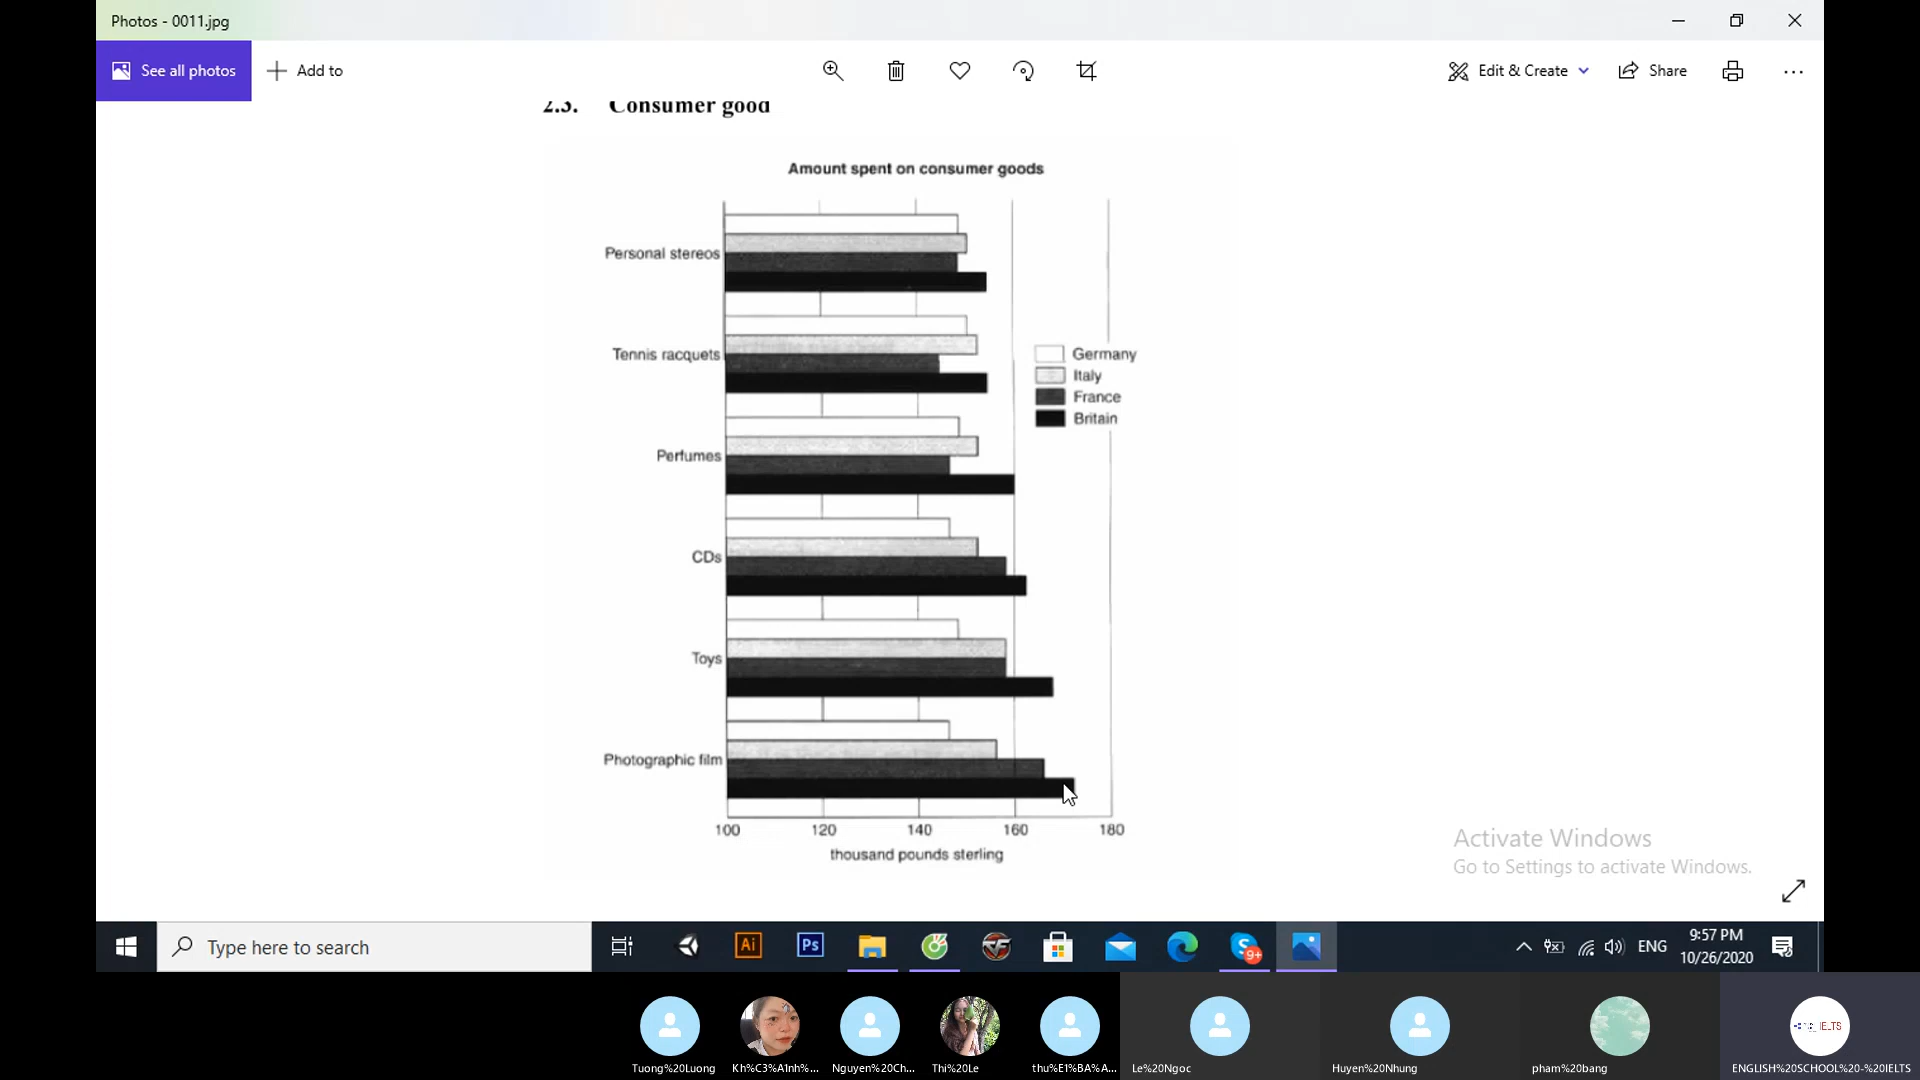 Photos - 0011.jpg
See all photos
Add to
Edit & Create
Share
2.3. Consumer good
Amount spent on consumer goods
Personal stereos
Tennis racquets
Germany
Italy
France
Britain
Perfumes
CDs
Toys
Photographic film
100 120 140 160 180
thousand pounds sterling
Activate Windows
Go to Settings to activate Windows.
Type here to search
Ai
Ps
9+
ENG
9:57 PM
10/26/2020
IELTS
Tuong%20Luong
Kh%C3%A1nh%...
Nguyen%20Ch...
Thi%20Le
thu%E1%BA%A...
Le%20Ngoc
Huyen%20Nhung
pham%20bang
ENGLISH%20SCHOOL%20-%20IELTS